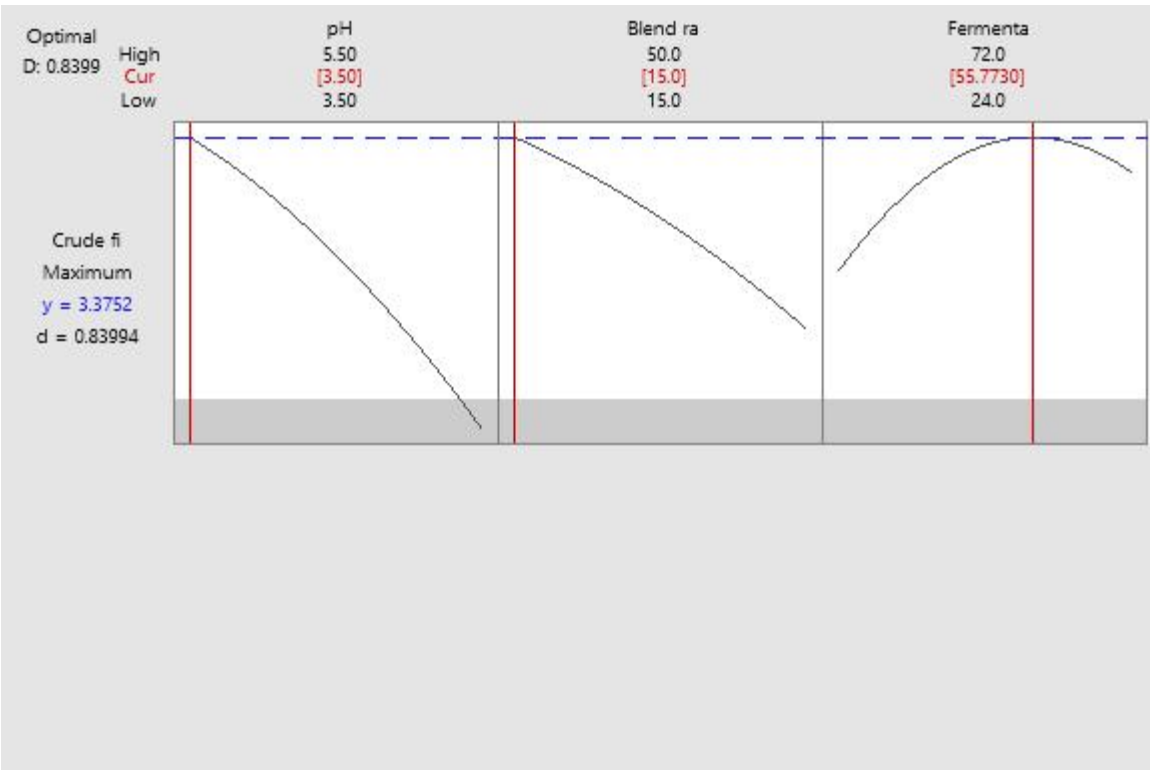 Optimal
D: 0.8399
High
Cur
Low
pH
5.50
[3.50]
3.50
Blend ra
50.0
[15.0]
15.0
Fermenta
72.0
[55.7730]
24.0
Crude fi
Maximum
y = 3.3752
d = 0.83994